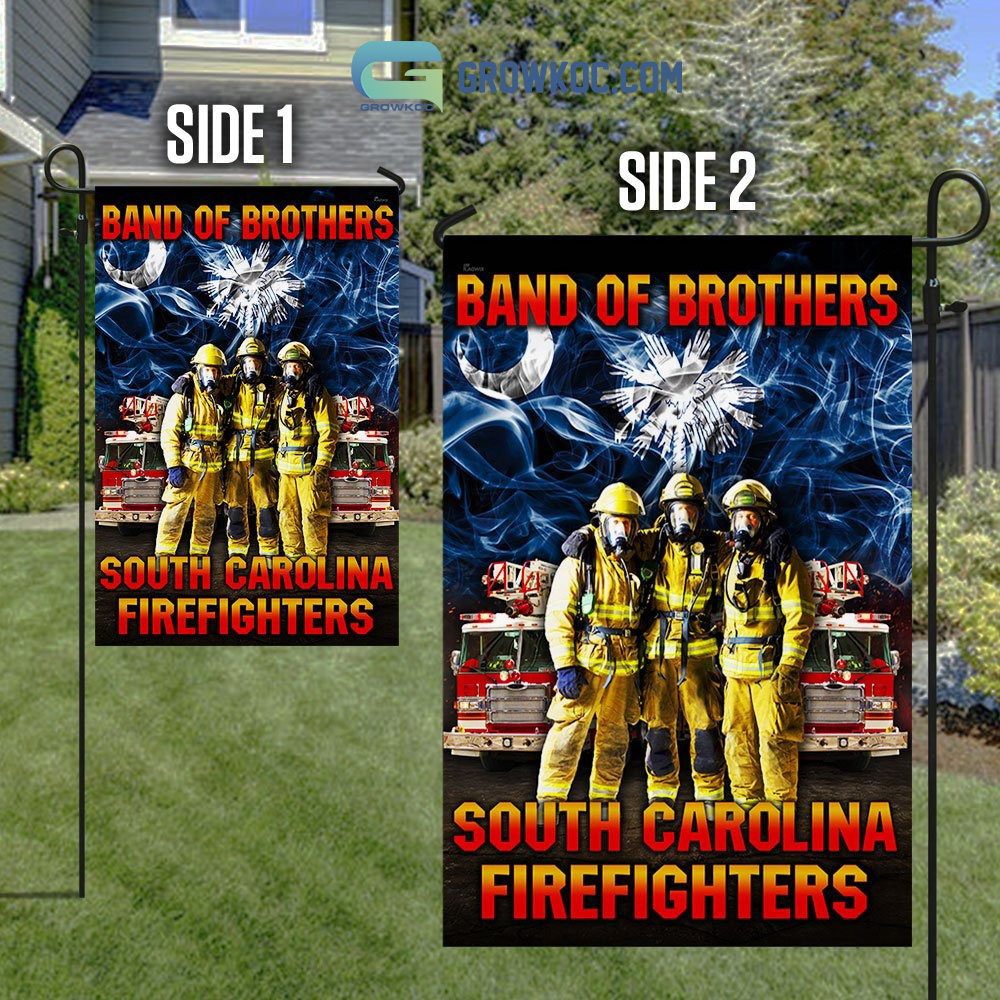 GROWKOC.COM
GROWKOC
SIDE 1
SIDE 2
BAND OF BROTHERS
SOUTH CAROLINA
FIREFIGHTERS
BAND OF BROTHERS
SOUTH CAROLINA
FIREFIGHTERS